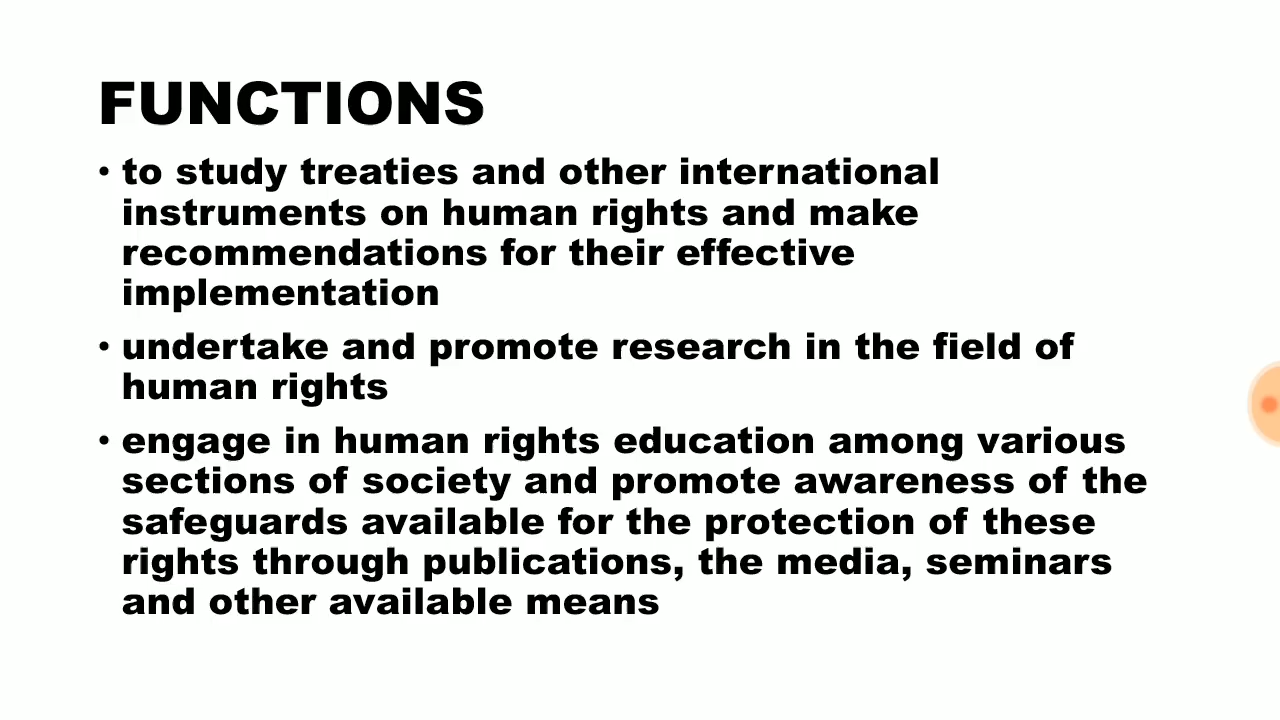 FUNCTIONS
• to study treaties and other international
instruments on human rights and make
recommendations for their effective
implementation
• undertake and promote research in the field of
human rights
• engage in human rights education among various
sections of society and promote awareness of the
safeguards available for the protection of these
rights through publications, the media, seminars
and other available means